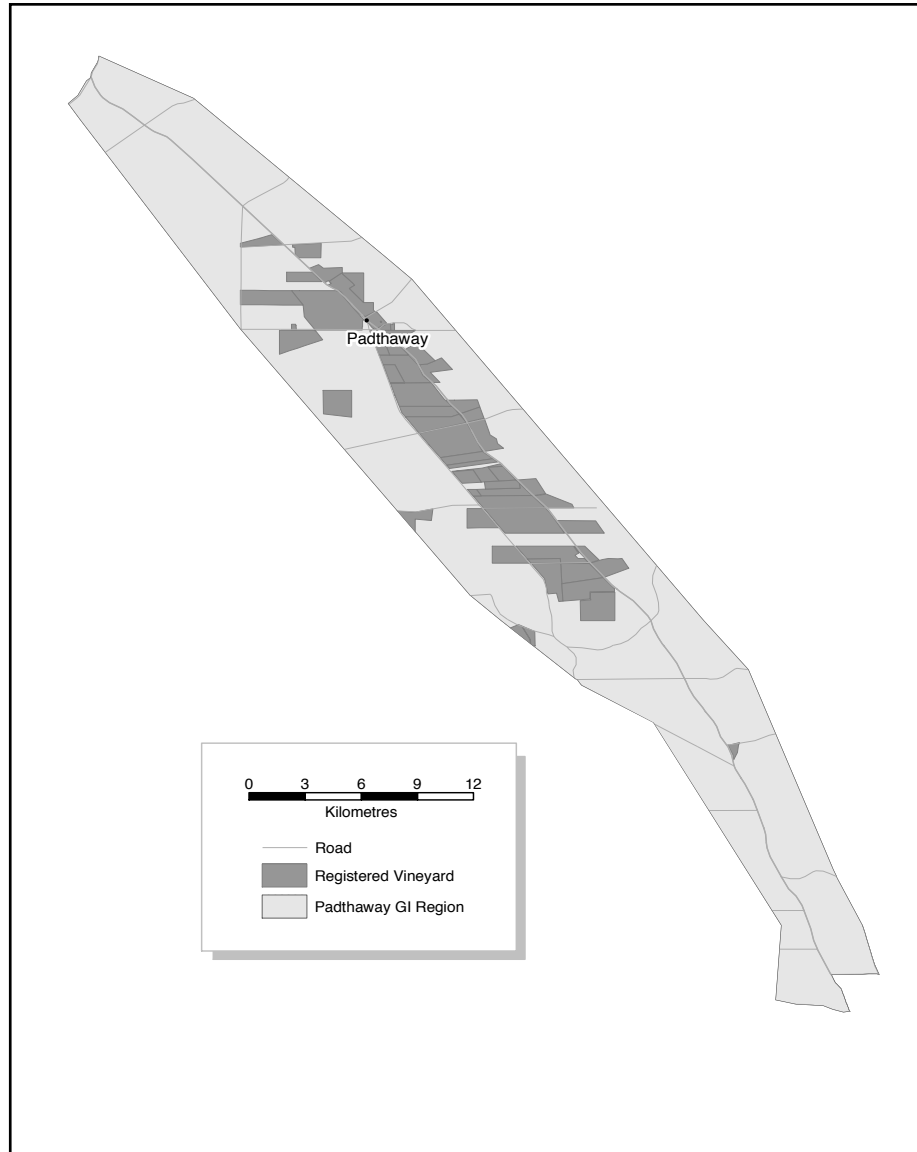 Padthaway
0 3 6 9 12
Kilometres
Road
Registered Vineyard
Padthaway GI Region